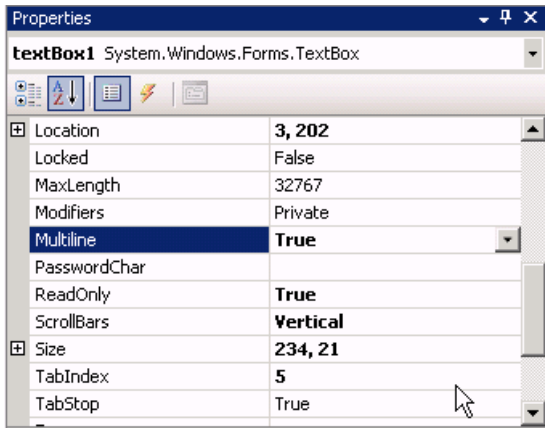 Properties
textBox1 System.Windows.Forms.TextBox
Location 3, 202
Locked False
MaxLength 32767
Modifiers Private
Multiline True
PasswordChar
ReadOnly True
ScrollBars Vertical
Size 234, 21
TabIndex 5
TabStop True